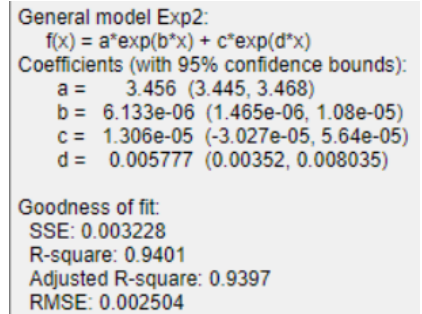 General model Exp2:
f(x) = a*exp(b*x) + c*exp(d*x)
Coefficients (with 95% confidence bounds):
a = 3.456 (3.445, 3.468)
b = 6.133e-06 (1.465e-06, 1.08e-05)
c = 1.306e-05 (-3.027e-05, 5.64e-05)
d = 0.005777 (0.00352, 0.008035)
Goodness of fit:
SSE: 0.003228
R-square: 0.9401
Adjusted R-square: 0.9397
RMSE: 0.002504